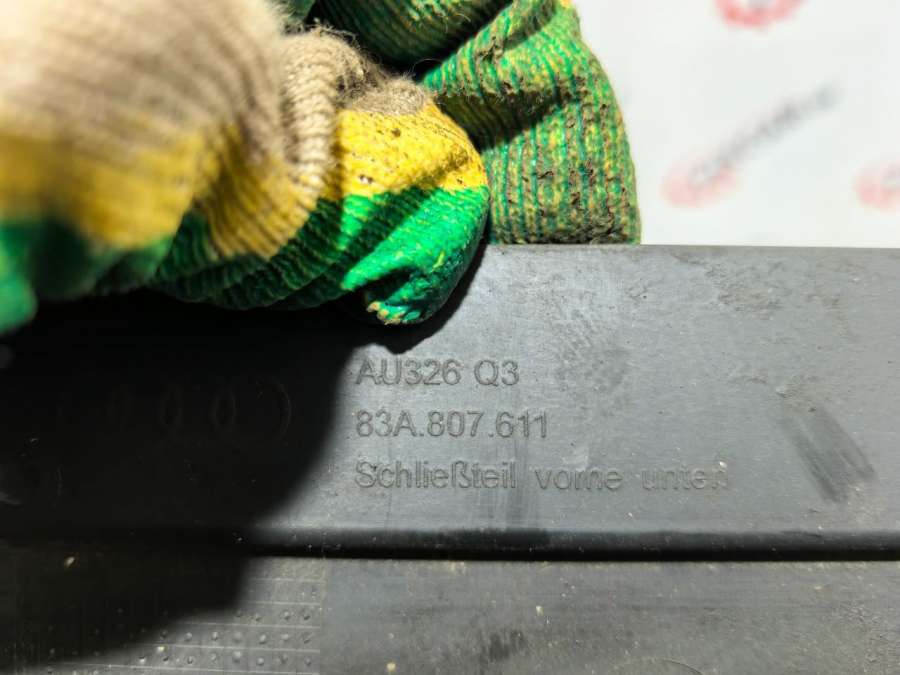 AU326 Q3
83A.807.611
Schließteil vorne unten